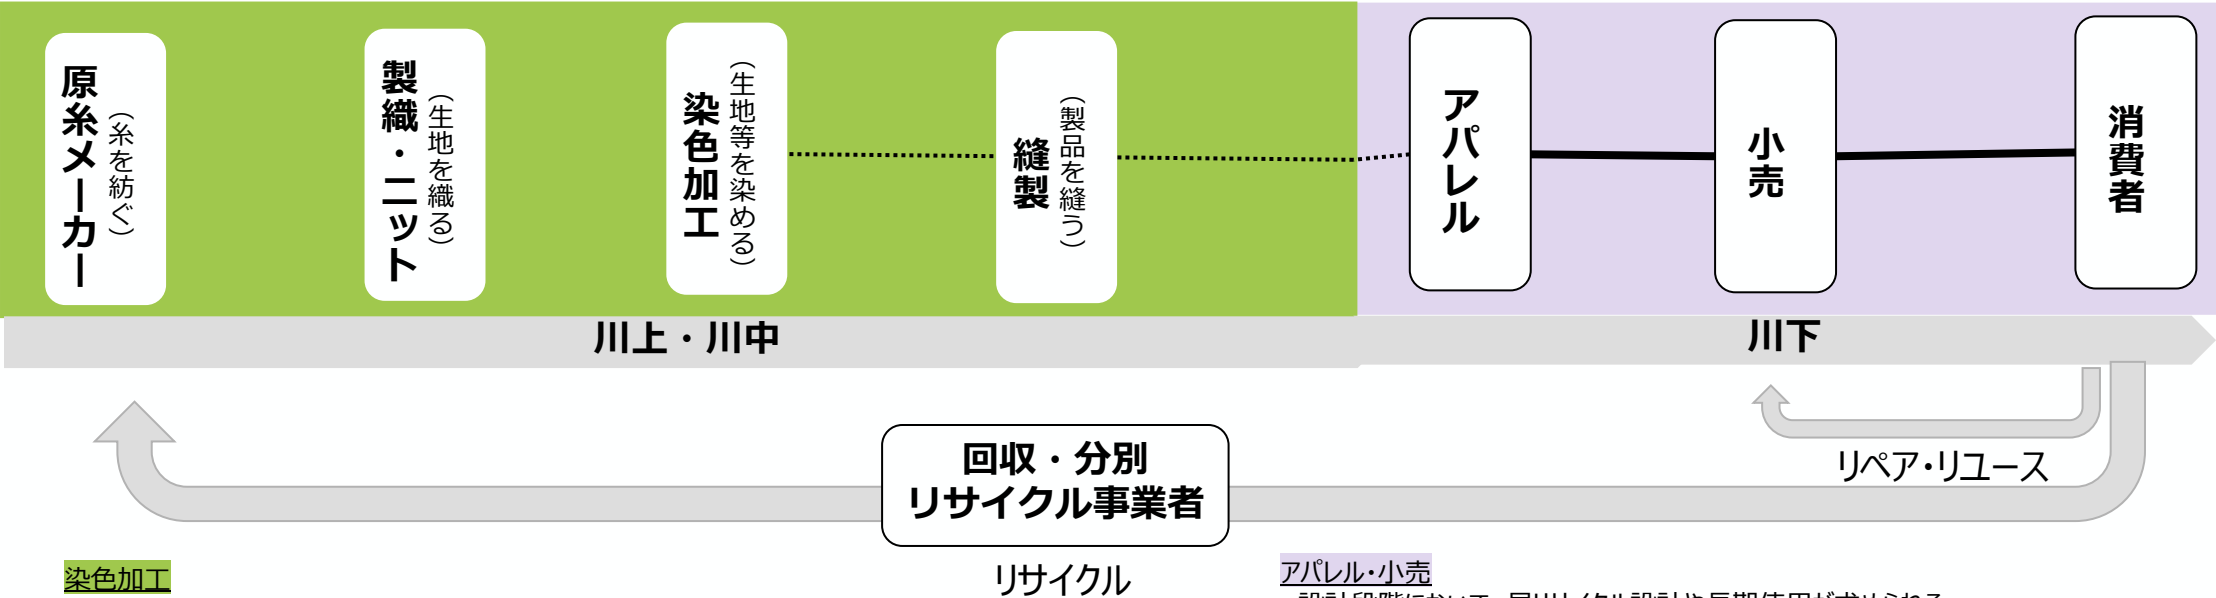 原糸メーカー
(糸を紡ぐ)
製織・ニット
(生地を織る)
染色加工
(生地等を染める)
縫製
(製品を縫う)
アパレル
小売
消費者
川上・川中
川下
回収・分別
リサイクル事業者
リペア・リユース
リサイクル
染色加工
アパレル・小売